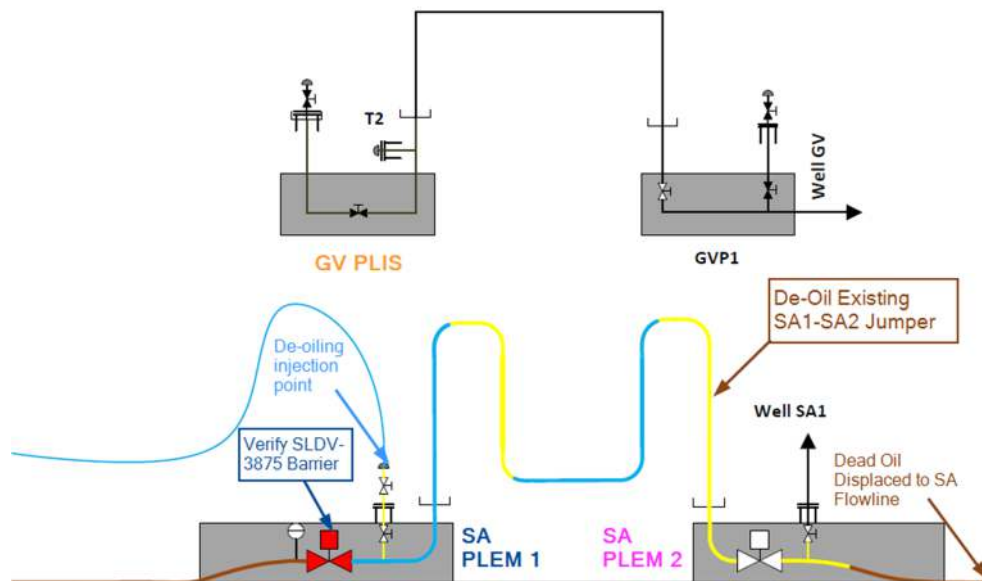 T2
Well GV
GV PLIS
GVP1
De-Oil Existing
SA1-SA2 Jumper
De-oiling
injection
point
Well SA1
Verify SLDV-
3875 Barrier
Dead Oil
Displaced to SA
Flowline
SA
PLEM 1
SA
PLEM 2